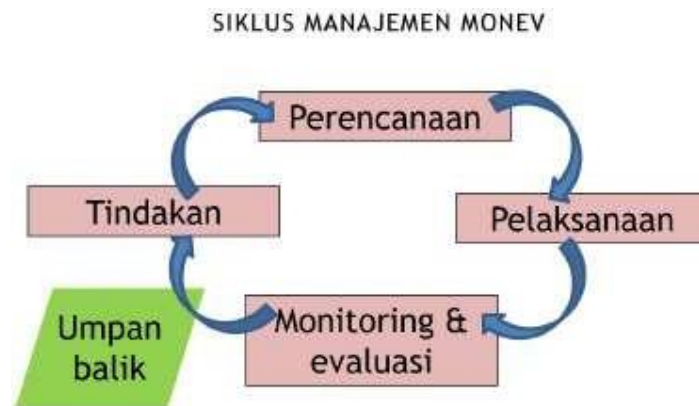 SIKLUS MANAJEMEN MONEV
Perencanaan
Tindakan
Pelaksanaan
Umpan
balik
Monitoring &
evaluasi